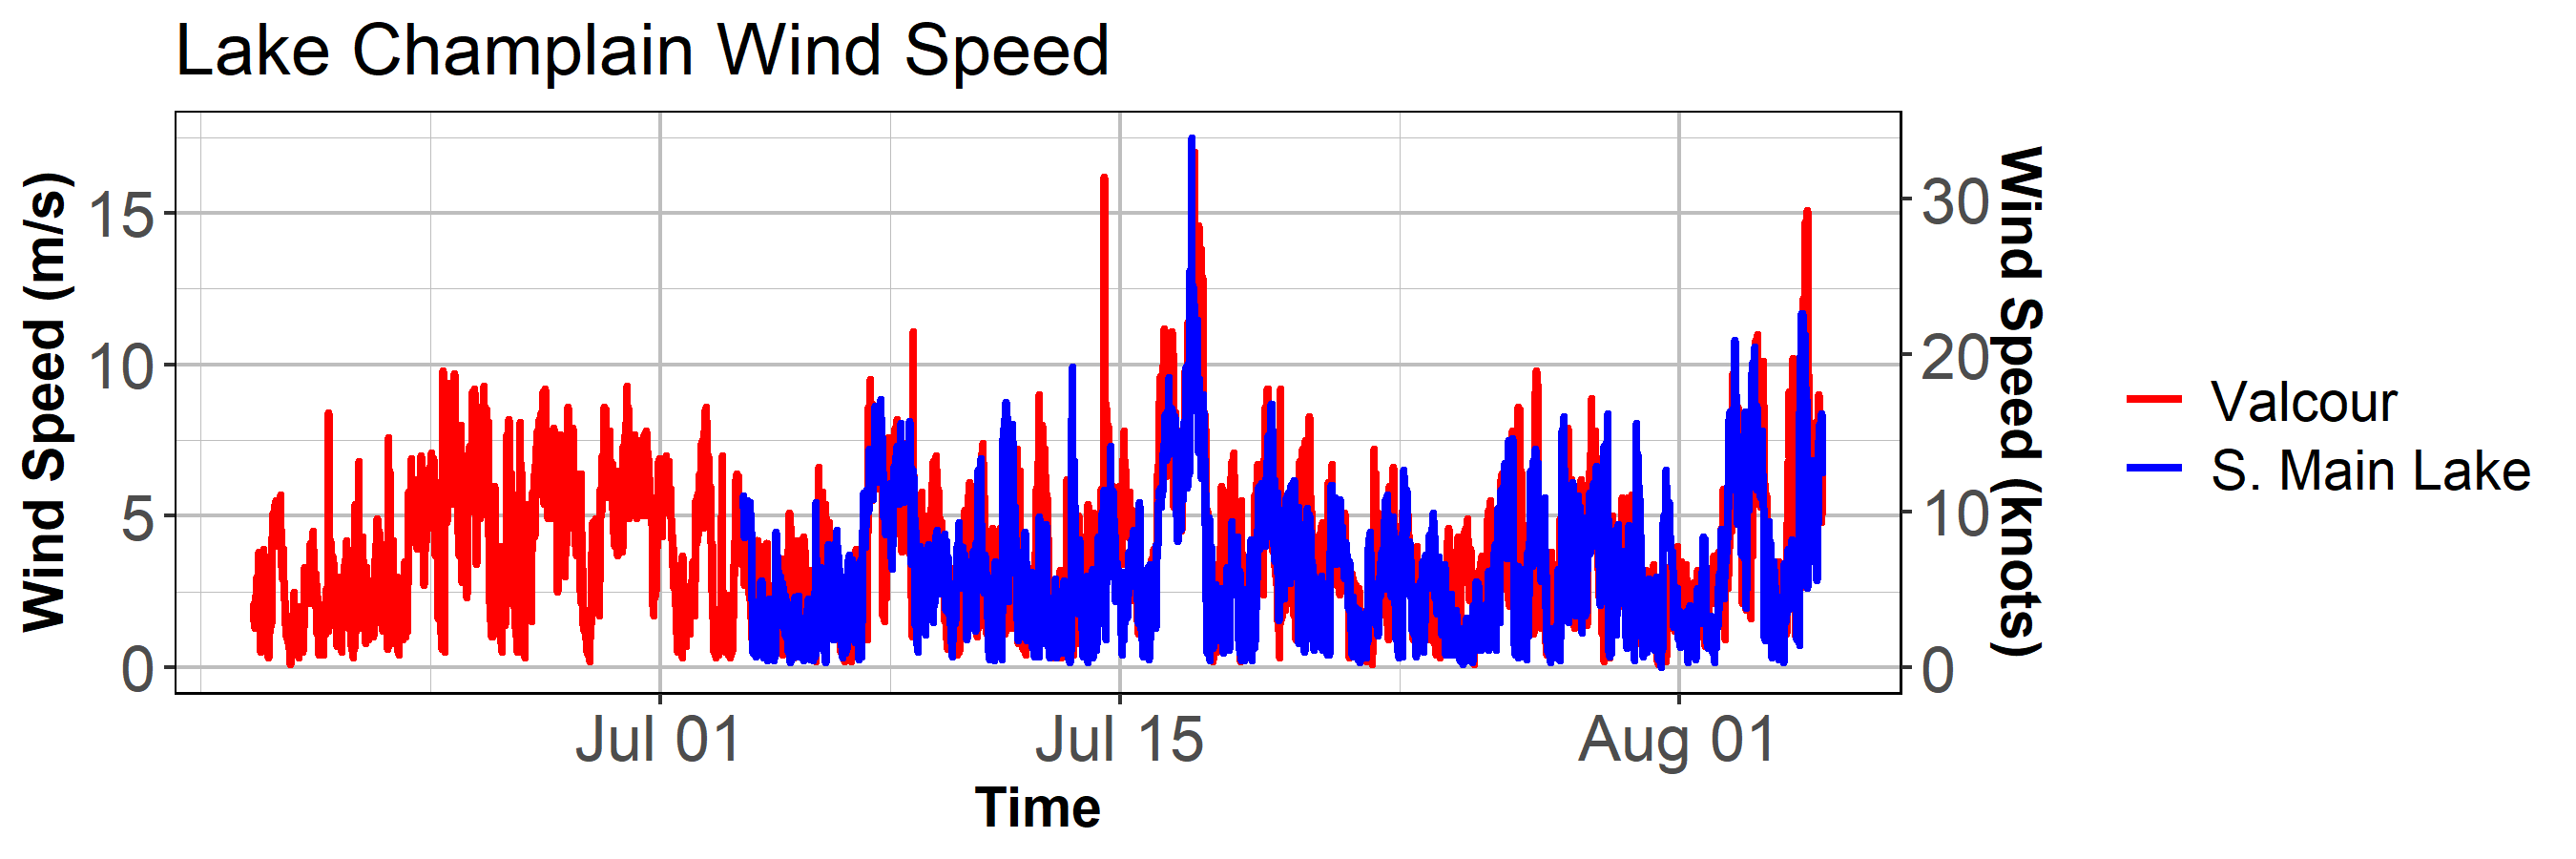 Lake Champlain Wind Speed
Wind Speed (m/s)
15
10
5
0
30
20
10
0
Wind Speed (knots)
Jul 01
Jul 15
Aug 01
Time
Valcour
S. Main Lake